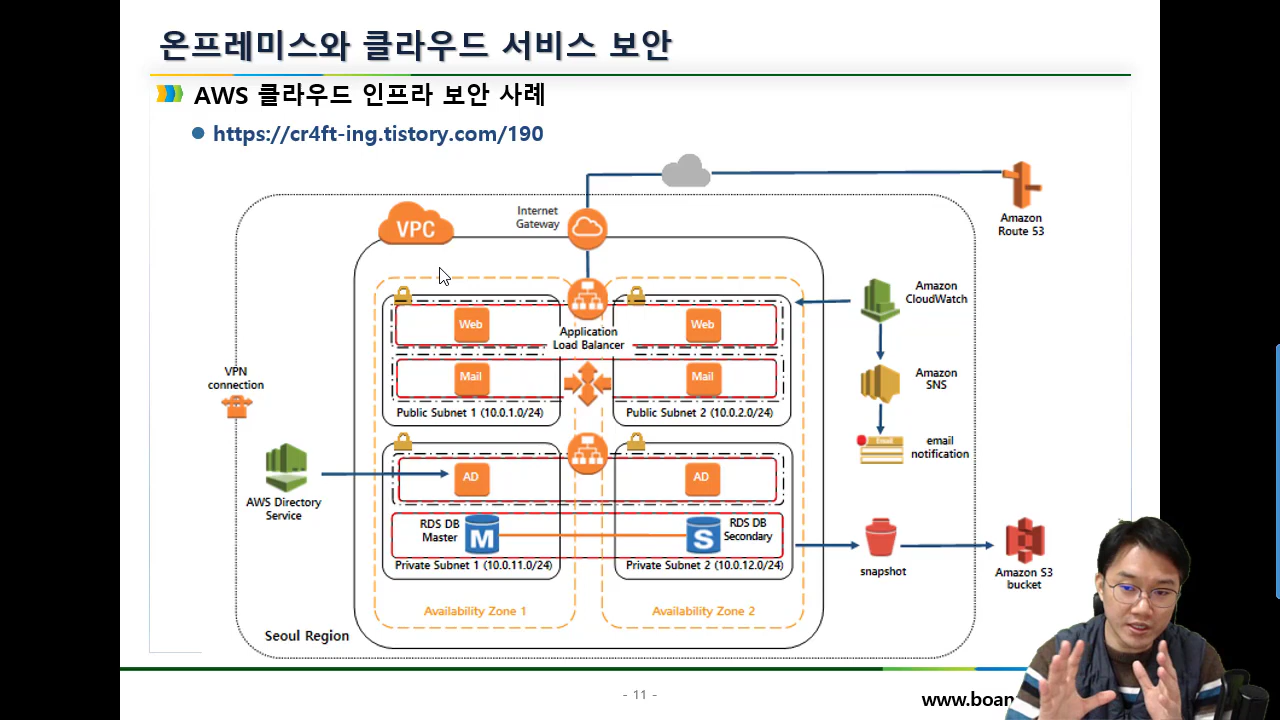 온프레미스와 클라우드 서비스 보안
AWS 클라우드 인프라 보안 사례
https://cr4ft-ing.tistory.com/190
Internet
Gateway
Amazon
Route 53
VPC
Amazon
CloudWatch
Web
Web
Application
Load Balancer
VPN
connection
Mail
Mail
Amazon
SNS
Public Subnet 1 (10.0.1.0/24)
Public Subnet 2 (10.0.2.0/24)
Email
email
notification
AWS Directory
Service
AD
AD
RDS DB
Master
M
S
RDS DB
Secondary
Private Subnet 1 (10.0.11.0/24)
Private Subnet 2 (10.0.12.0/24)
snapshot
Amazon S3
bucket
Availability Zone 1
Availability Zone 2
Seoul Region
- 11 -
www.boan